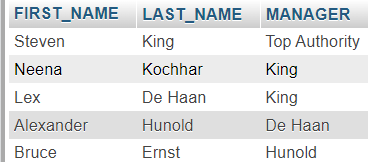 FIRST_NAME LAST_NAME MANAGER
Steven King Top Authority
Neena Kochhar King
Lex De Haan King
Alexander Hunold De Haan
Bruce Ernst Hunold